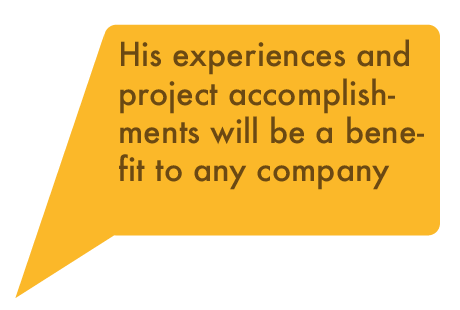 His experiences and
project accomplish-
ments will be a bene-
fit to any company